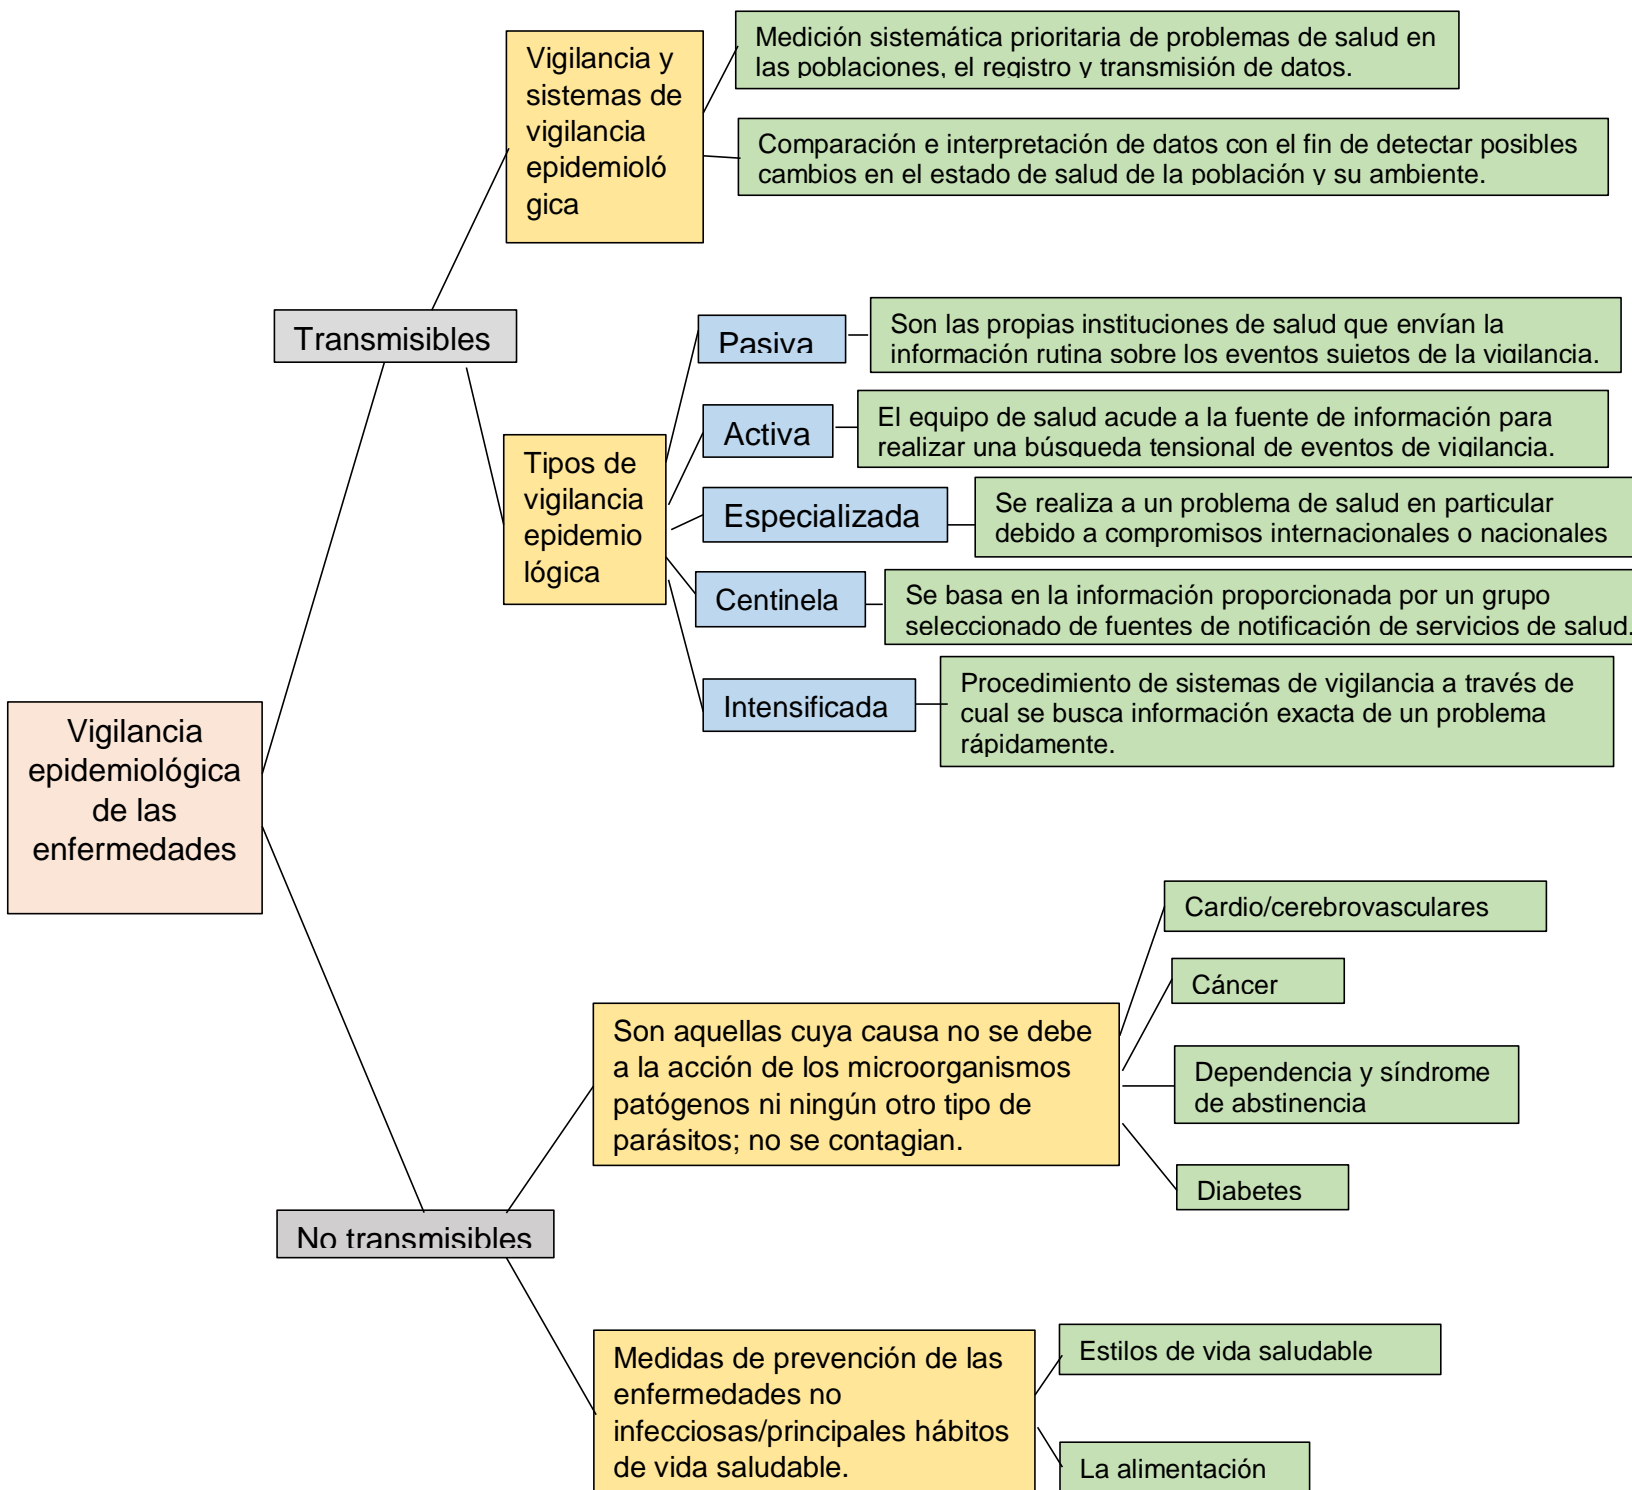 Vigilancia y
sistemas de
vigilancia
epidemioló
gica
Medición sistemática prioritaria de problemas de salud en
las poblaciones, el registro y transmisión de datos.
Comparación e interpretación de datos con el fin de detectar posibles
cambios en el estado de salud de la población y su ambiente.
Transmisibles
Tipos de
vigilancia
epidemio
lógica
Pasiva
Son las propias instituciones de salud que envían la
información rutina sobre los eventos sujetos de la vigilancia.
Activa
El equipo de salud acude a la fuente de información para
realizar una búsqueda tensional de eventos de vigilancia.
Especializada
Se realiza a un problema de salud en particular
debido a compromisos internacionales o nacionales
Centinela
Se basa en la información proporcionada por un grupo
seleccionado de fuentes de notificación de servicios de salud.
Intensificada
Procedimiento de sistemas de vigilancia a través de
cual se busca información exacta de un problema
rápidamente.
Vigilancia
epidemiológica
de las
enfermedades
No transmisibles
Son aquellas cuya causa no se debe
a la acción de los microorganismos
patógenos ni ningún otro tipo de
parásitos; no se contagian.
Cardio/cerebrovasculares
Cáncer
Dependencia y síndrome
de abstinencia
Diabetes
Medidas de prevención de las
enfermedades no
infecciosas/principales hábitos
de vida saludable.
Estilos de vida saludable
La alimentación